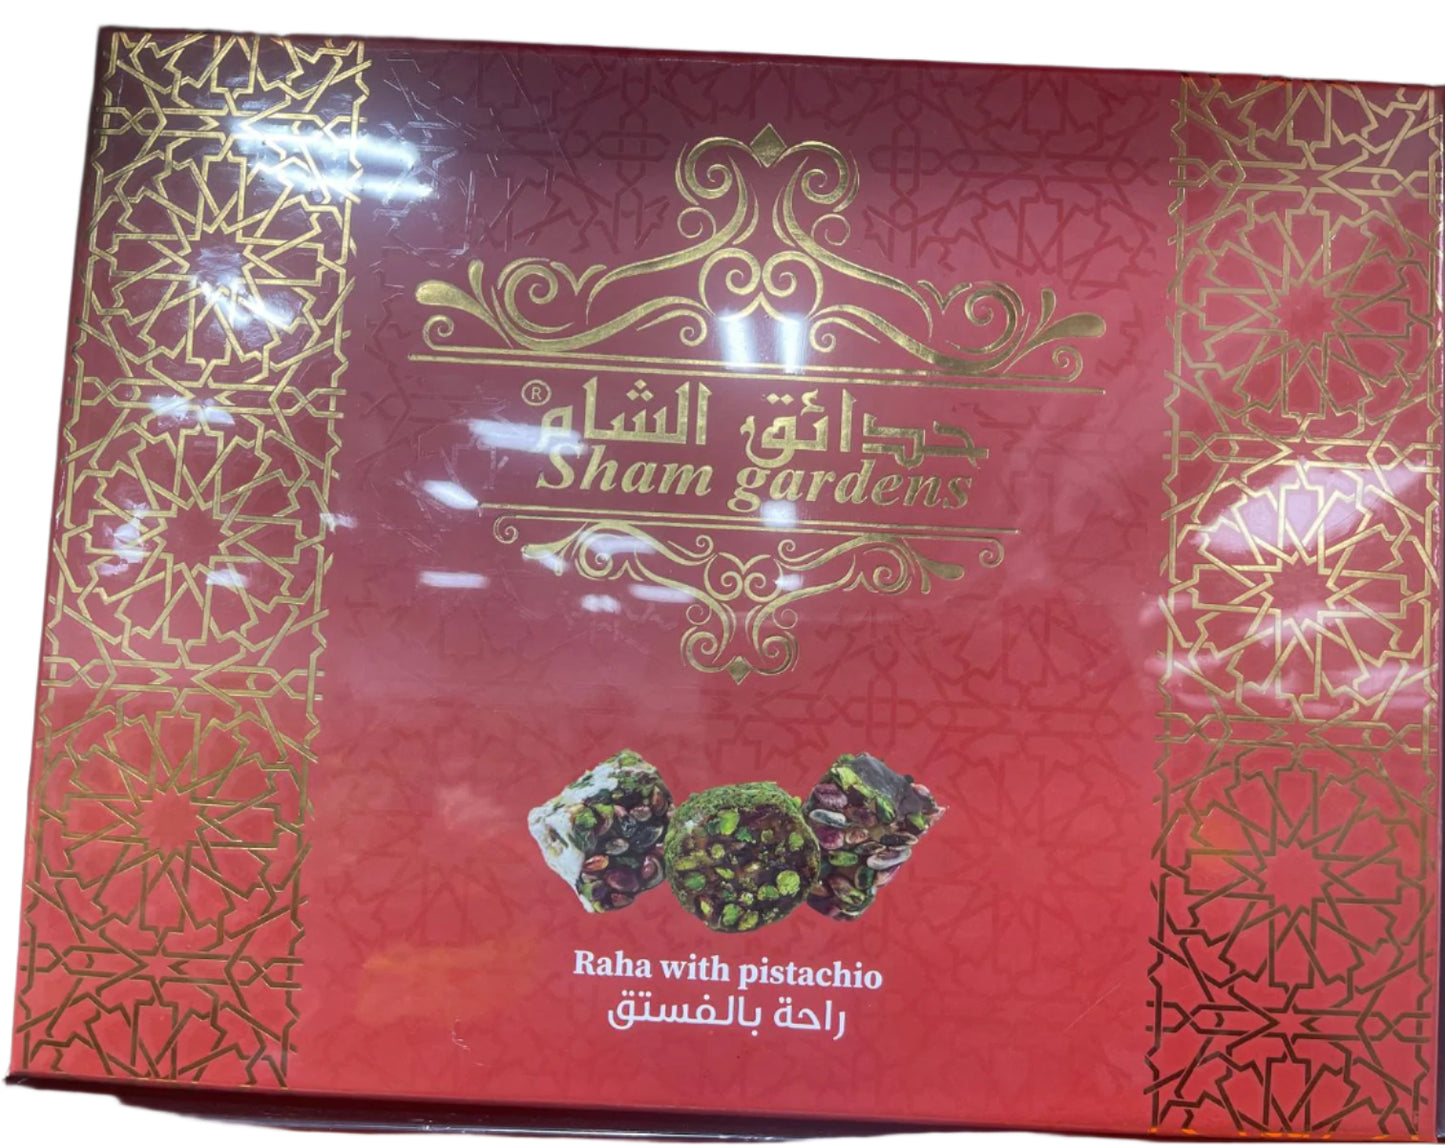 حدائق الشام ®
Sham gardens
Raha with pistachio
راحة بالفستق